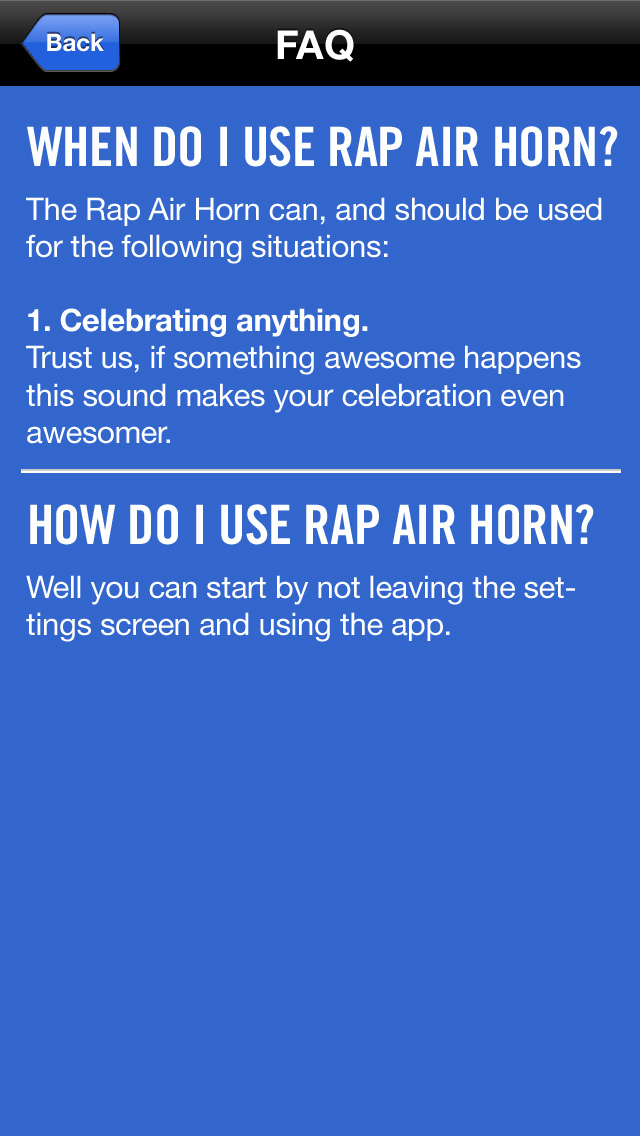 Back
FAQ
WHEN DO I USE RAP AIR HORN?
The Rap Air Horn can, and should be used
for the following situations:
1. Celebrating anything.
Trust us, if something awesome happens
this sound makes your celebration even
awesomer.
HOW DO I USE RAP AIR HORN?
Well you can start by not leaving the set-
tings screen and using the app.